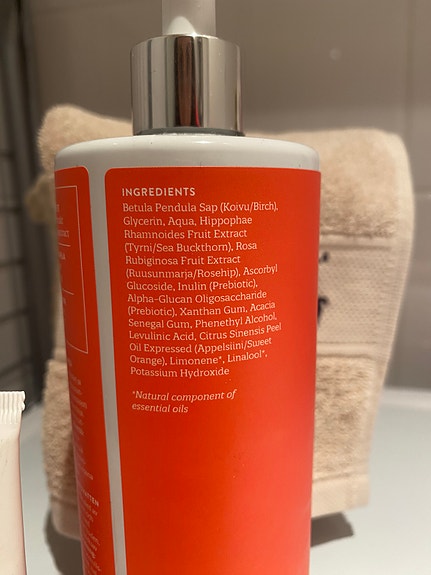 INGREDIENTS
Betula Pendula Sap (Koivu/Birch),
Glycerin, Aqua, Hippophae
Rhamnoides Fruit Extract
(Tyrni/Sea Buckthorn), Rosa
Rubiginosa Fruit Extract
(Ruusunmarja/Rosehip), Ascorbyl
Glucoside, Inulin (Prebiotic),
Alpha-Glucan Oligosaccharide
(Prebiotic), Xanthan Gum, Acacia
Senegal Gum, Phenethyl Alcohol,
Levulinic Acid, Citrus Sinensis Peel
Oil Expressed (Appelsiini/Sweet
Orange), Limonene*, Linalool*,
Potassium Hydroxide
*Natural component of
essential oils